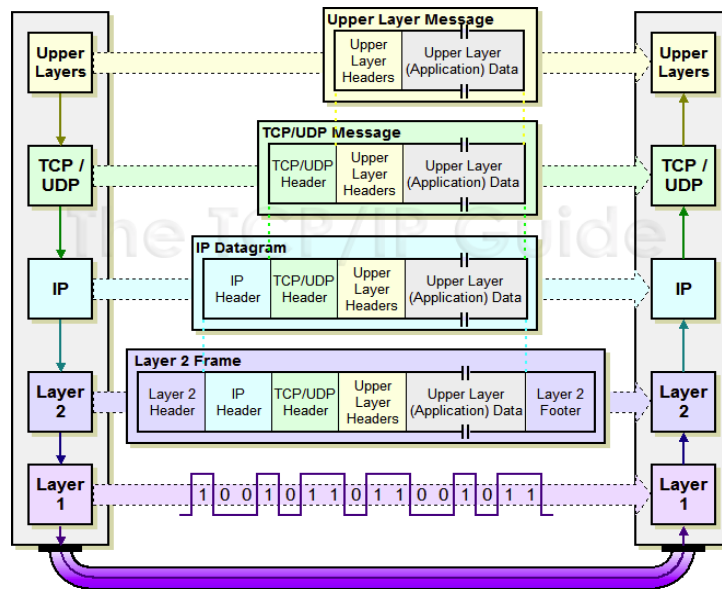 Upper Layer Message
Upper
Layers
Upper
Layer
Headers
Upper Layer
(Application) Data
Upper
Layers
TCP/UDP Message
TCP /
UDP
TCP/UDP
Header
Upper
Layer
Headers
Upper Layer
(Application) Data
TCP /
UDP
The TCP/IP Guide
IP Datagram
IP
IP
Header
TCP/UDP
Header
Upper
Layer
Headers
Upper Layer
(Application) Data
IP
Layer 2 Frame
Layer
2
Layer 2
Header
IP
Header
TCP/UDP
Header
Upper
Layer
Headers
Upper Layer
(Application) Data
Layer 2
Footer
Layer
2
Layer
1
1 0 0 1 0 1 1 0 1 1 0 0 1 0 1 1
Layer
1